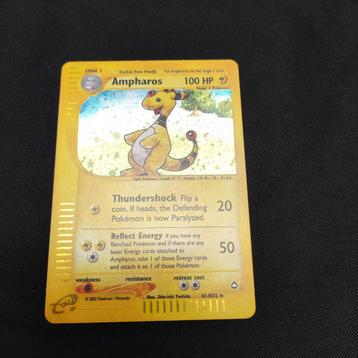 STAGE 2
Evolves from Flaaffy
Put Ampharos on the Stage 1 card
Ampharos 100 HP
Stage 2 Pokémon
Thundershock Flip a
coin. If heads, the Defending
Pokémon is now Paralyzed.
20
Reflect Energy If you have any
Benched Pokémon and if there are any
basic Energy cards attached to
Ampharos, take 1 of those Energy cards
and attach it to 1 of those Pokémon.
50
weakness resistance retreat cost
Illus. Shin-ichi Yoshida
©2002 Pokémon / Nintendo